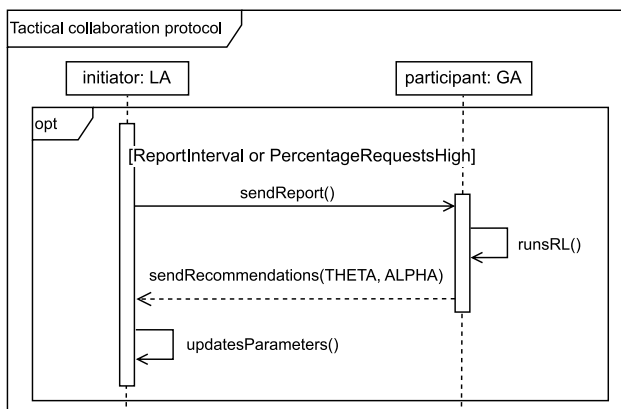 Tactical collaboration protocol
initiator: LA
participant: GA
opt
[ReportInterval or PercentageRequestsHigh]
sendReport()
runsRL()
sendRecommendations(THETA, ALPHA)
updatesParameters()